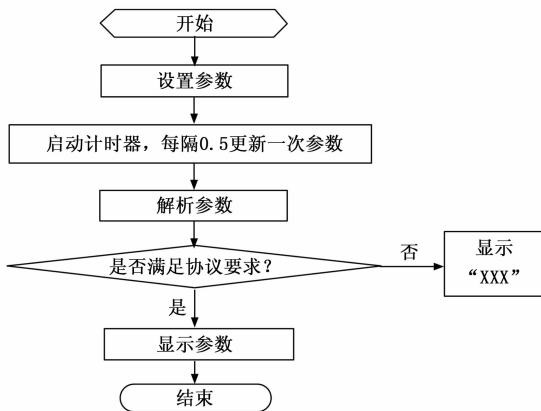 开始
设置参数
启动计时器，每隔0.5更新一次参数
解析参数
是否满足协议要求？
否
显示
“XXX”
是
显示参数
结束